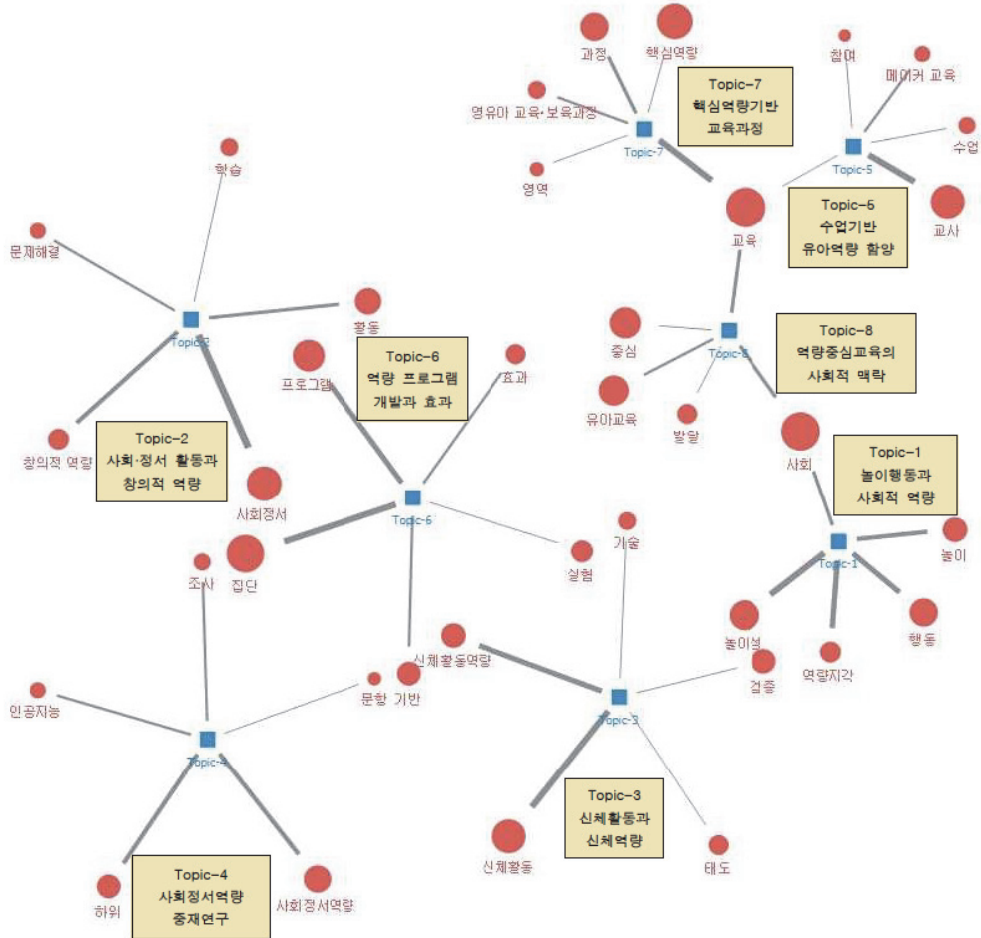 과정
핵심역량
참여
메이커 교육
영유아 교육·보육과정
Topic-7
핵심역량기반
교육과정
Topic-7
영역
Topic-5
수업
학습
교육
Topic-5
수업기반
유아역량 함양
교사
문제해결
활동
Topic-2
프로그램
Topic-6
역량 프로그램
개발과 효과
효과
중심
Topic-8
Topic-8
역량중심교육의
사회적 맥락
유아교육
발달
창의적 역량
Topic-2
사회·정서 활동과
창의적 역량
사회정서
사회
Topic-1
놀이행동과
사회적 역량
Topic-6
조사
집단
실험
기술
Topic-1
놀이
놀이성
행동
신체활동역량
검증
역량지각
인공지능
문항
기반
Topic-3
Topic-4
Topic-3
신체활동과
신체역량
신체활동
태도
하위
Topic-4
사회정서역량
중재연구
사회정서역량